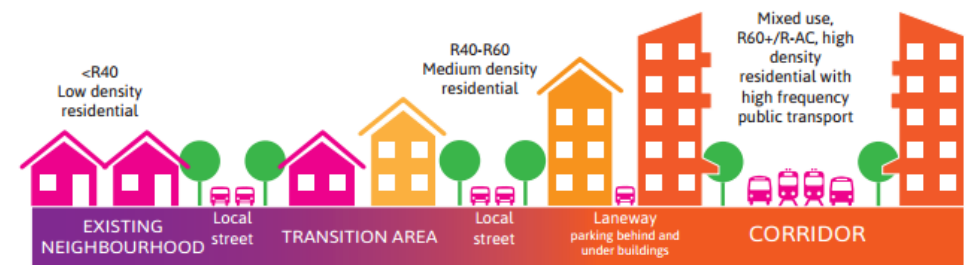 <R40
Low density
residential
R40-R60
Medium density
residential
Mixed use,
R60+/R-AC, high
density
residential with
high frequency
public transport
EXISTING
NEIGHBOURHOOD
Local
street
TRANSITION AREA
Local
street
Laneway
parking behind and
under buildings
CORRIDOR